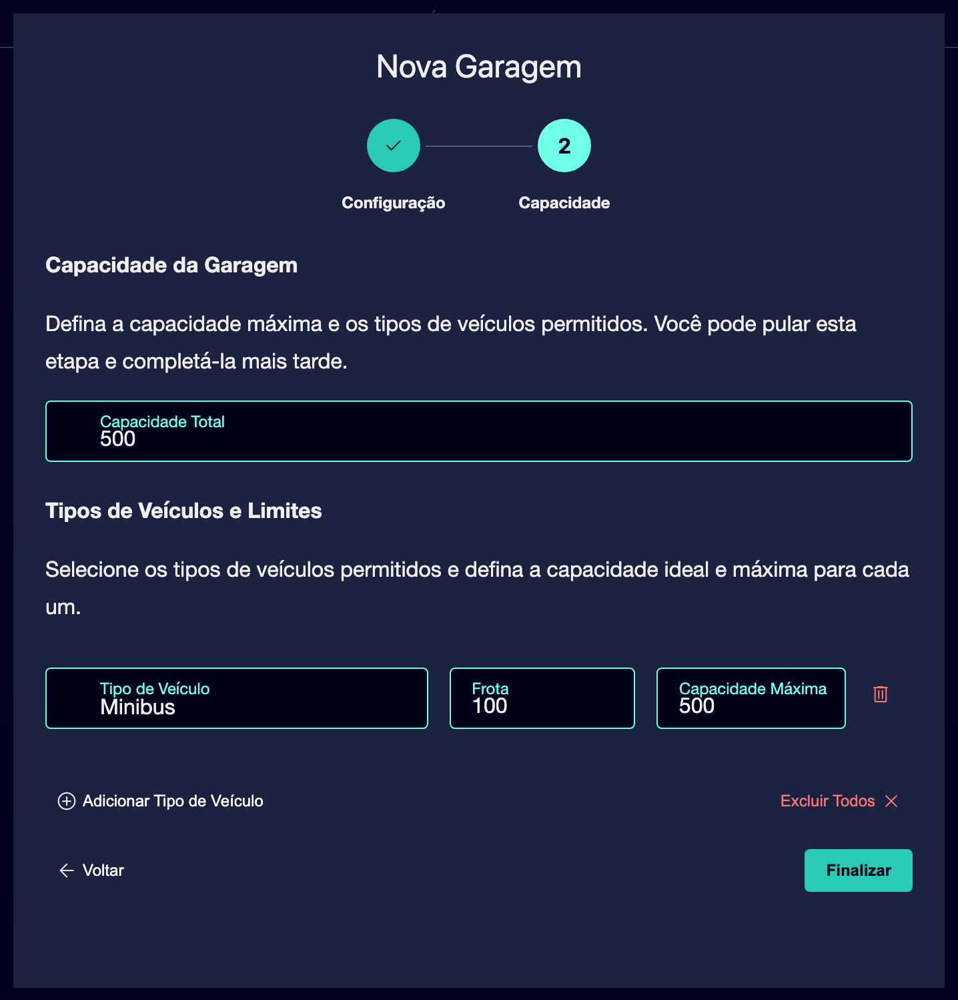 Nova Garagem
2
Configuração
Capacidade
Capacidade da Garagem
Defina a capacidade máxima e os tipos de veículos permitidos. Você pode pular esta
etapa e completá-la mais tarde.
Capacidade Total
500
Tipos de Veículos e Limites
Selecione os tipos de veículos permitidos e defina a capacidade ideal e máxima para cada
um.
Tipo de Veículo
Minibus
Frota
100
Capacidade Máxima
500
Adicionar Tipo de Veículo
Excluir Todos
Voltar
Finalizar